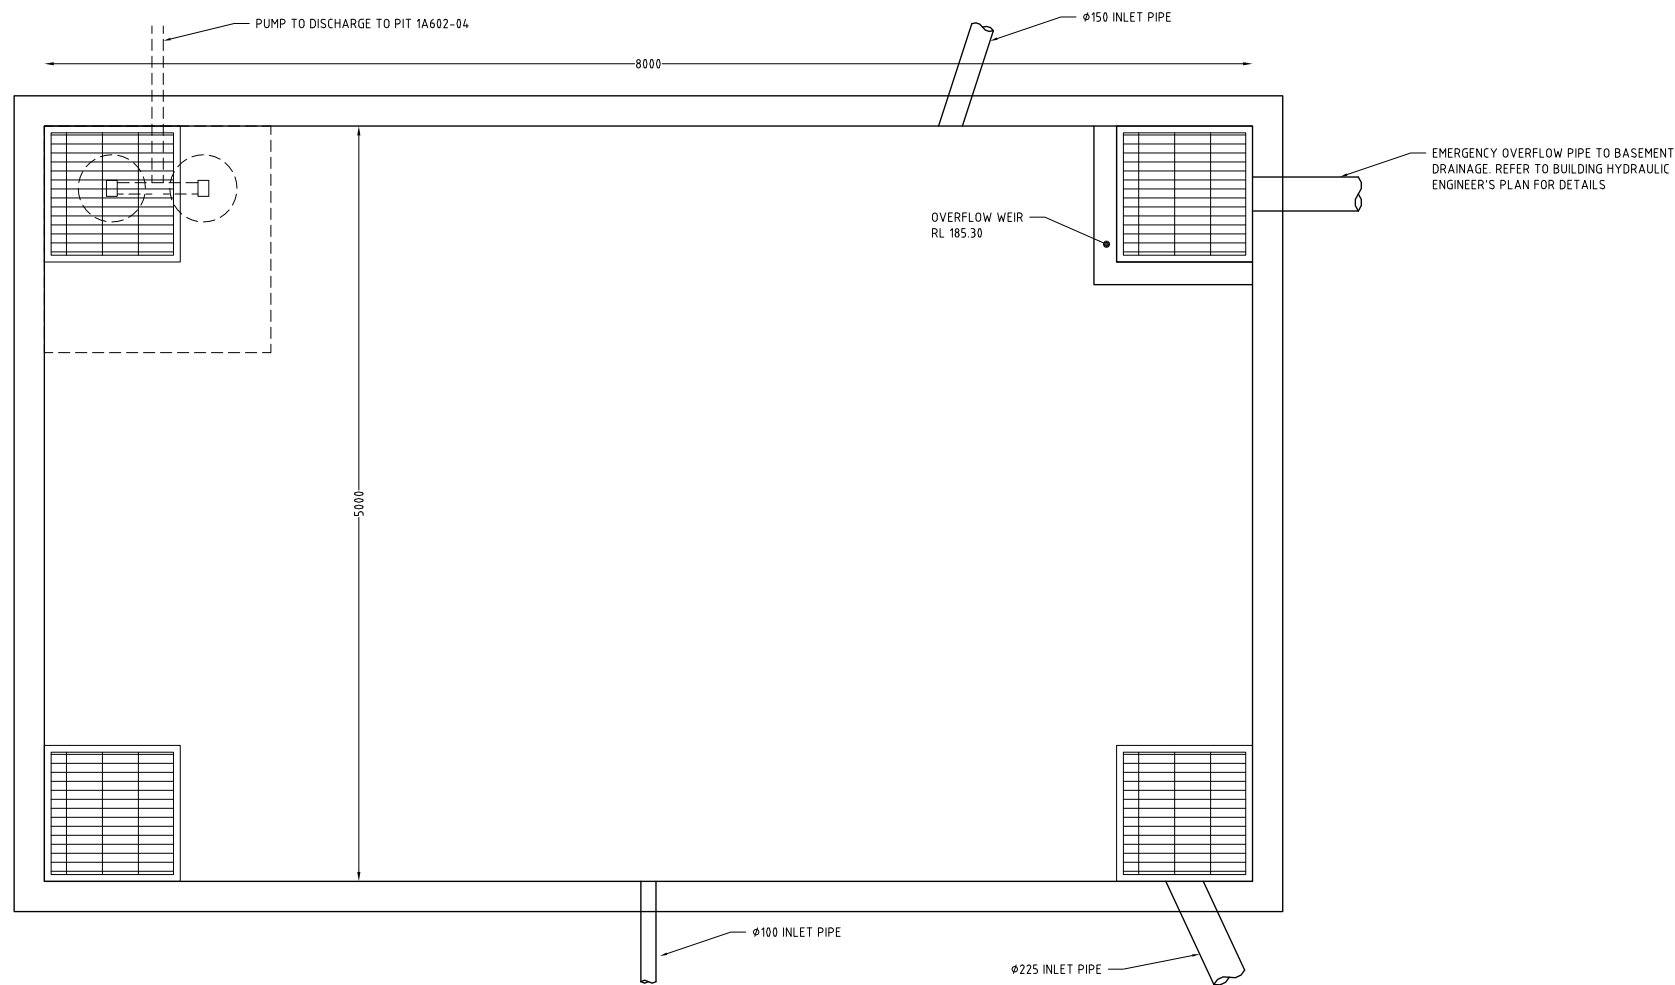 PUMP TO DISCHARGE TO PIT 1A602-04
ø150 INLET PIPE
8000
EMERGENCY OVERFLOW PIPE TO BASEMENT
DRAINAGE. REFER TO BUILDING HYDRAULIC
ENGINEER'S PLAN FOR DETAILS
OVERFLOW WEIR
RL 185.30
5000
ø100 INLET PIPE
ø225 INLET PIPE